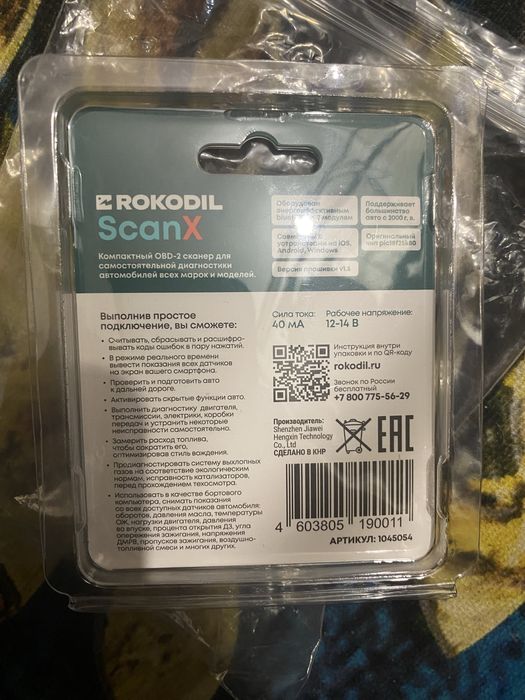 ROKODIL
ScanX
Компактный OBD-2 сканер для
самостоятельной диагностики
автомобилей всех марок и моделей.
Оборудован
модулем
Поддерживает
большинство
авто с 2000 г. в.
устройствами на iOS,
Android, Windows
Оригинальный
чип pic18f25k80
Версия прошивки v1.5
Выполнив простое
подключение, вы сможете:
• Считывать, сбрасывать и расшифро-
вывать коды ошибок в пару нажатий.
• В режиме реального времени
вывести показания всех датчиков
на экран вашего смартфона.
• Проверить и подготовить авто
к дальней дороге.
• Активировать скрытые функции авто.
• Выполнить диагностику двигателя,
трансмиссии, электрики, коробки
передач и устранить некоторые
неисправности самостоятельно.
• Замерить расход топлива,
чтобы сократить его,
оптимизировав стиль вождения.
• Продиагностировать систему выхлопных
газов на соответствие экологическим
нормам, исправность катализаторов,
перед прохождением техосмотра.
• Использовать в качестве бортового
компьютера, снимать показания
со всех доступных датчиков автомобиля:
оборотов, давления масла, температуры
ОЖ, нагрузки двигателя, давления
во впуске, процента открытия ДЗ, угла
опережения зажигания, напряжения
ДМРВ, пропуское зажигания, воздушно-
топливной смеси и многих других.
Сила тока:
40 мА
Рабочее напряжение:
12-14 В
Инструкция внутри
упаковки и по QR-коду
rokodil.ru
Звонок по России
бесплатный
+7 800 775-56-29
Производитель:
Shenzhen Jiawei
Hengxin Technology
Co., Ltd
СДЕЛАНО В КНР
EAC
4 603805 190011
АРТИКУЛ: 1045054